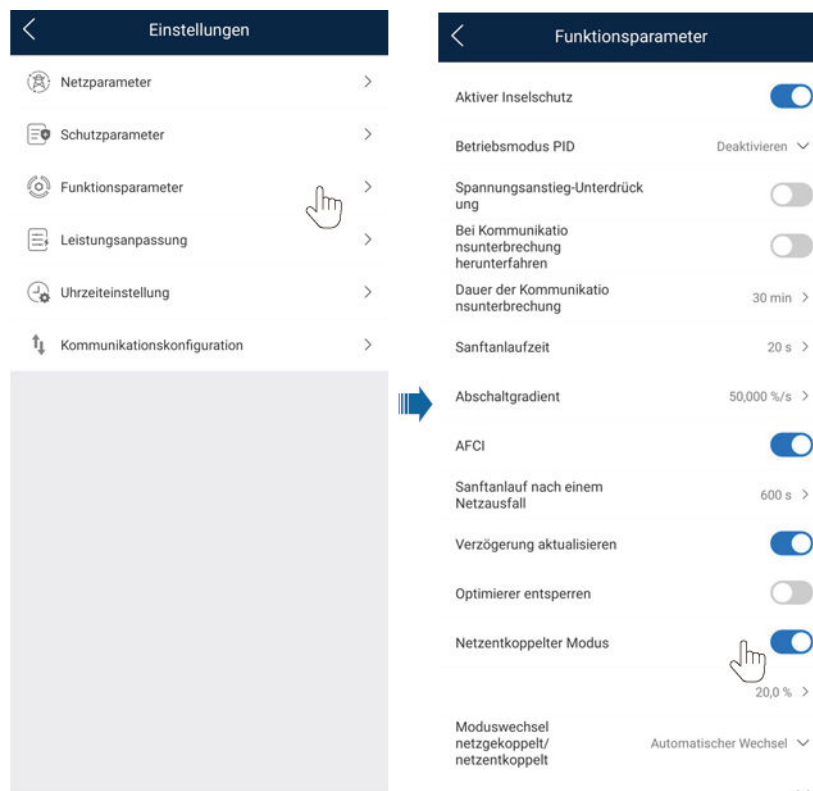 Einstellungen
Netzparameter
Schutzparameter
Funktionsparameter
Leistungsanpassung
Uhrzeiteinstellung
Kommunikationskonfiguration
Funktionsparameter
Aktiver Inselschutz
Betriebsmodus PID Deaktivieren
Spannungsanstieg-Unterdrück
ung
Bei Kommunikatio
nsunterbrechung
herunterfahren
Dauer der Kommunikatio
nsunterbrechung 30 min
Sanftanlaufzeit 20 s
Abschaltgradient 50,000 %/s
AFCI
Sanftanlauf nach einem
Netzausfall 600 s
Verzögerung aktualisieren
Optimierer entsperren
Netzentkoppelter Modus
20,0 %
Moduswechsel
netzgekoppelt/ Automatischer Wechsel
netzentkoppelt